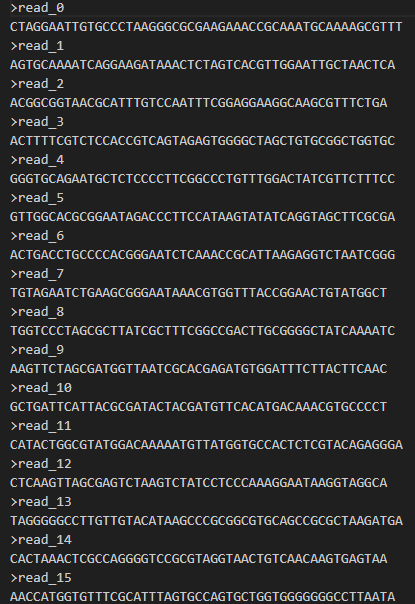 >read_0
CTAGGAATTGTGCCCTAAGGGCGCGAAGAAACCGCAAATGCAAAAGCGTTT
>read_1
AGTGCAAAATCAGGAAGATAAACTCTAGTCACGTTGGAATTGCTAACTCA
>read_2
ACGGCGGTAACGCATTTGTCCAATTTCGGAGGAAGGCAAGCGTTTCTGA
>read_3
ACTTTTCGTCTCCACCGTCAGTAGAGTGGGGCTAGCTGTGCGGCTGGTGC
>read_4
GGGTGCAGAATGCTCTCCCCTTCGGCCCTGTTTGGACTATCGTTCTTTCC
>read_5
GTTGGCACGCGGAATAGACCCTTCCATAAGTATATCAGGTAGCTTCGCGA
>read_6
ACTGACCTGCCCCACGGGAATCTCAAACCGCATTAAGAGGTCTAATCGGG
>read_7
TGTAGAATCTGAAGCGGGAATAAACGTGGTTTACCGGAACTGTATGGCT
>read_8
TGGTCCCTAGCGCTTATCGCTTTCGGCCGACTTGCGGGGCTATCAAAATC
>read_9
AAGTTCTAGCGATGGTTAATCGCACGAGATGTGGATTTCTTACTTCAAC
>read_10
GCTGATTCATTACGCGATACTACGATGTTCACATGACAAACGTGCCCCT
>read_11
CATACTGGCGTATGGACAAAAATGTTATGGTGCCACTCTCGTACAGAGGGA
>read_12
CTCAAGTTAGCGAGTCTAAGTCTATCCTCCCAAAGGAATAAGGTAGGCA
>read_13
TAGGGGGCCTTGTTGTACATAAGCCCGCGGCGTGCAGCCGCGCTAAGATGA
>read_14
CACTAAACTCGCCAGGGGTCCGCGTAGGTAACTGTCAACAAGTGAGTAA
>read_15
AACCATGGTGTTTCGCATTTAGTGCCAGTGCTGGTGGGGGGGCCTTAATA